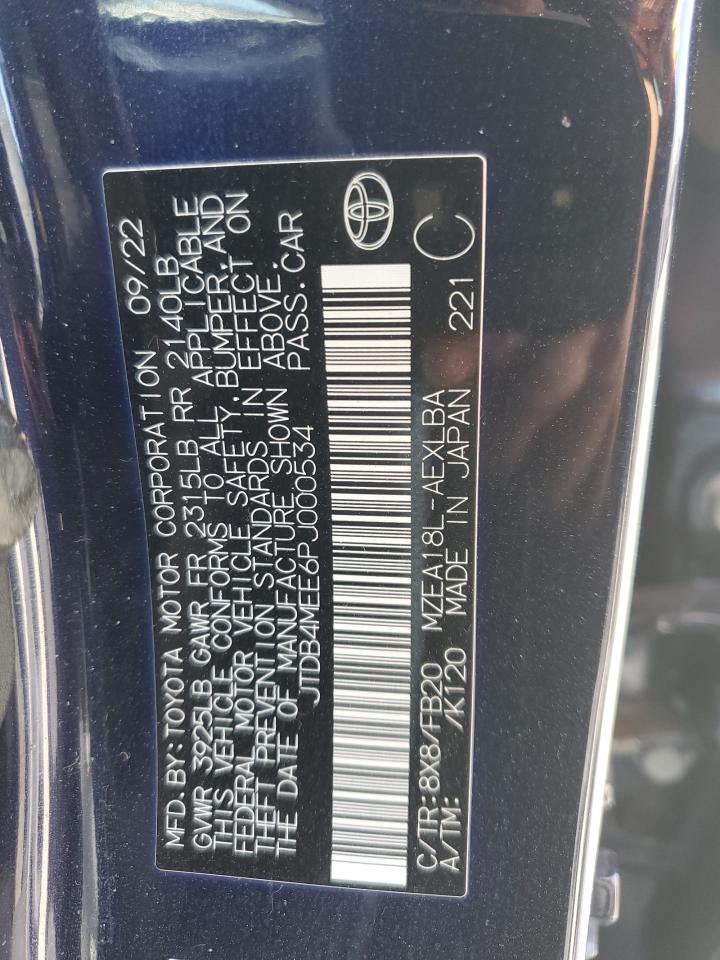 MFD. BY: TOYOTA MOTOR CORPORATION 09/22
GVWR 3925LB GAWR FR 2315LB RR 2140LB
THIS VEHICLE CONFORMS TO ALL APPLICABLE
FEDERAL MOTOR VEHICLE SAFETY, BUMPER, AND
THEFT PREVENTION STANDARDS IN EFFECT ON
THE DATE OF MANUFACTURE SHOWN ABOVE.
JTDB4MEE6PJ000534 PASS. CAR
C/TR: 8X8/FB20 MZEA18L-AEXLBA
A/TM: /K120 MADE IN JAPAN 221 C